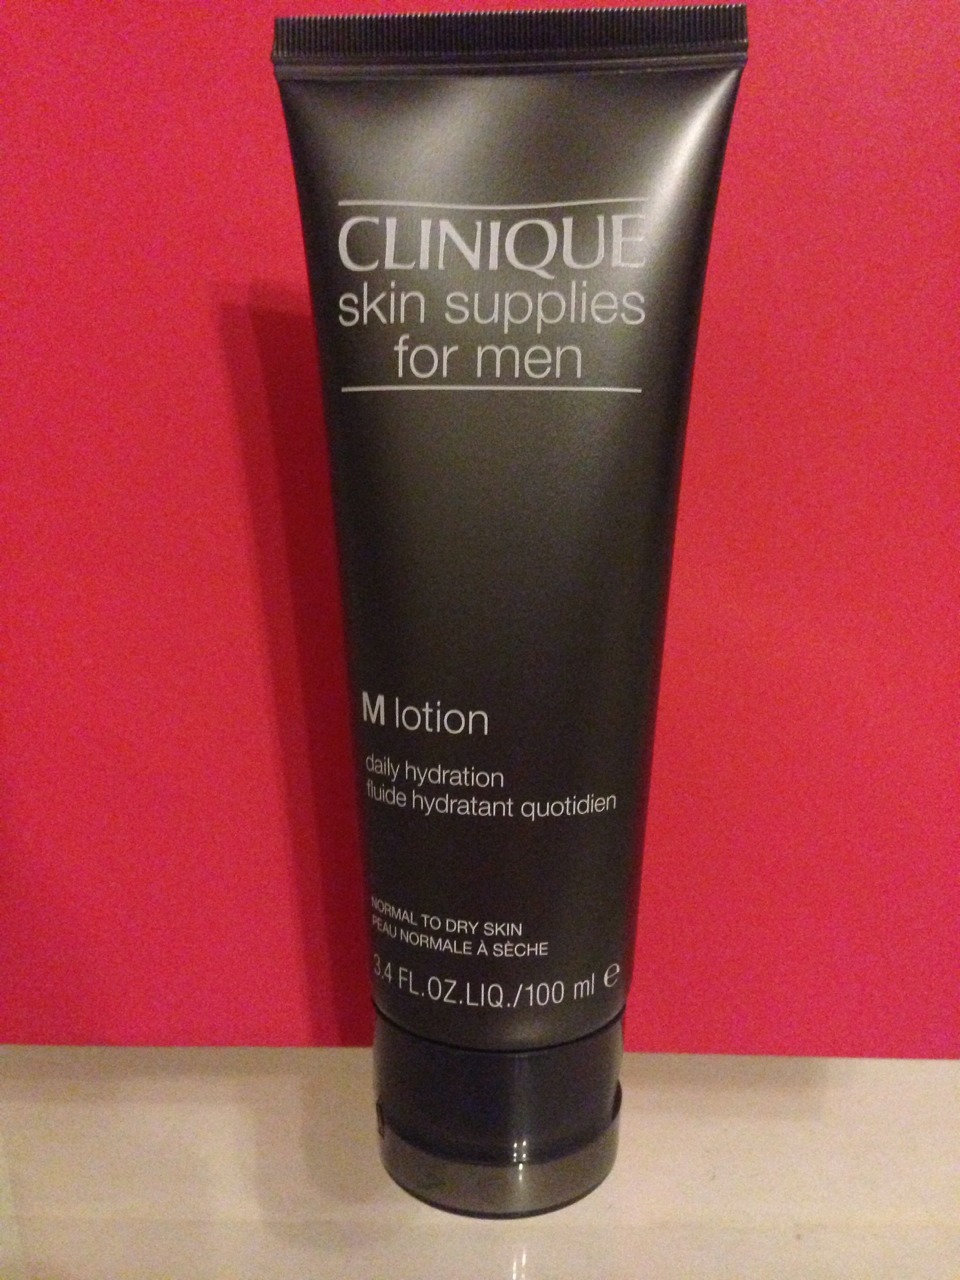 CLINIQUE
skin supplies
for men
M lotion
daily hydration
fluide hydratant quotidien
NORMAL TO DRY SKIN
PEAU NORMALE À SÈCHE
3.4 FL.OZ.LIQ./100 ml e